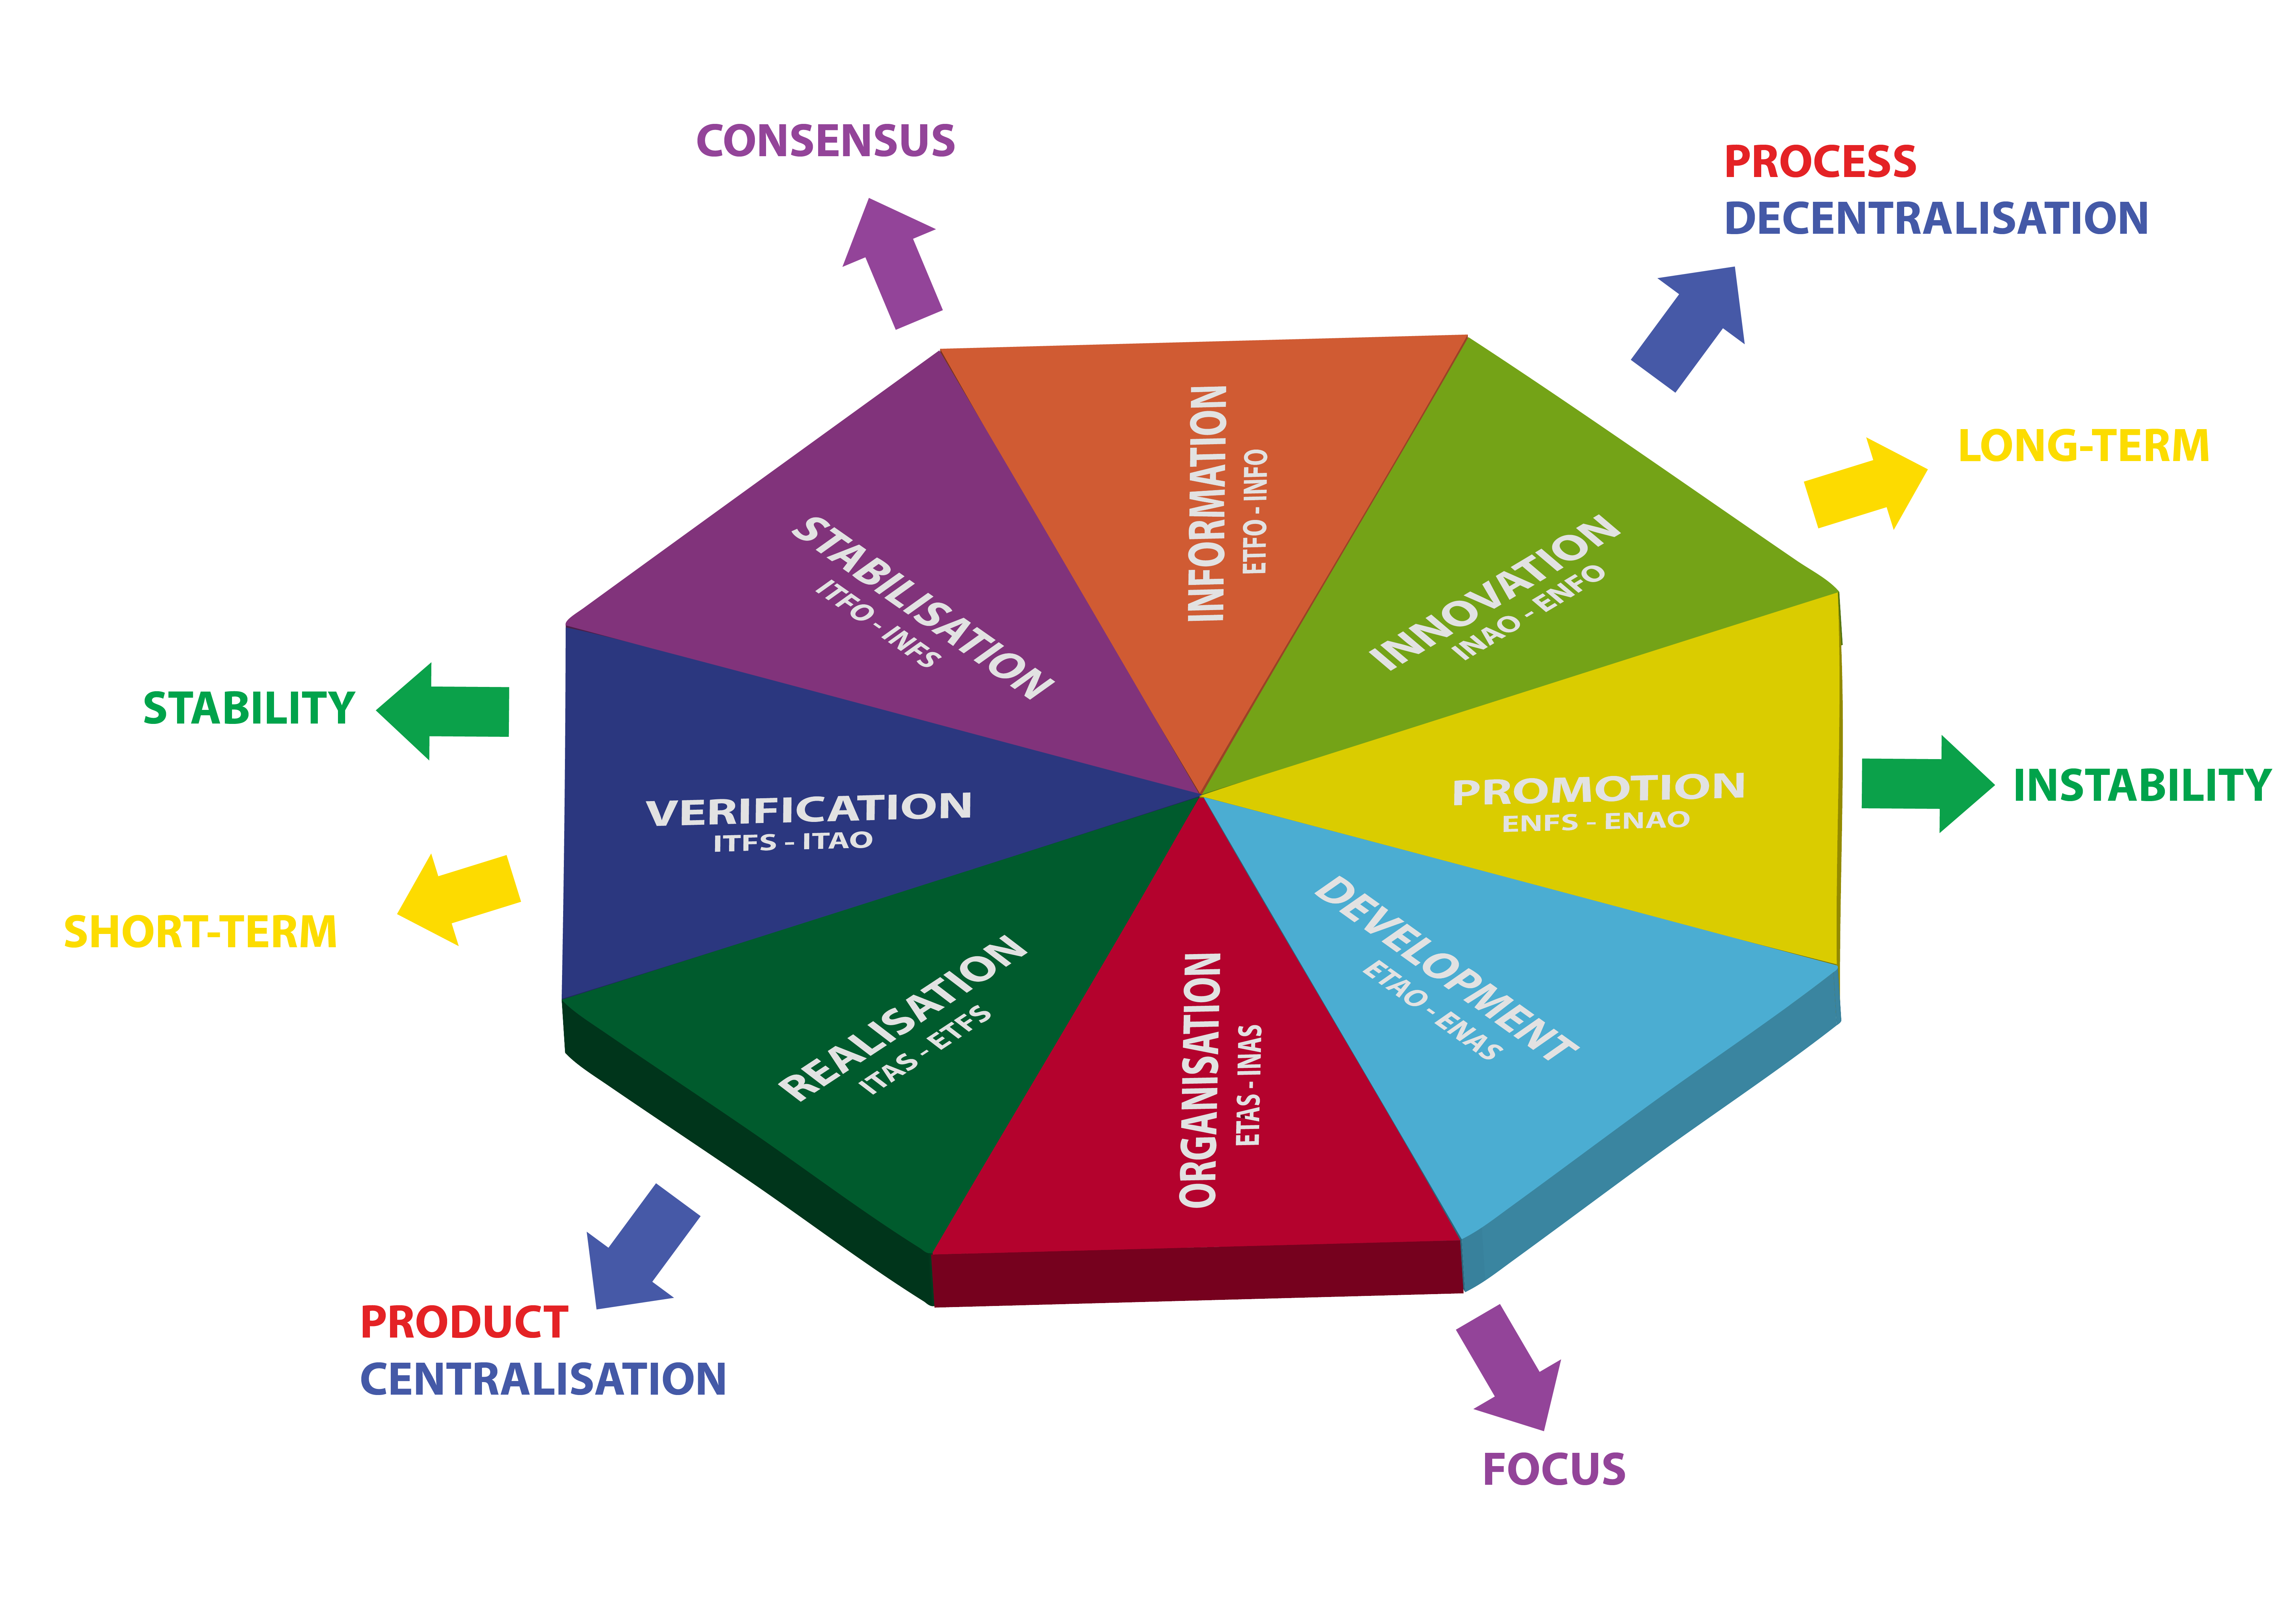 CONSENSUS
PROCESS
DECENTRALISATION
LONG-TERM
INFORMATION
ETFO - INFO
INNOVATION
INAO - ENFO
STABILISATION
ITFO - INFS
STABILITY
VERIFICATION
ITFS - ITAO
PROMOTION
ENFS - ENAO
INSTABILITY
SHORT-TERM
REALISATION
ITAS - ETFS
ORGANISATION
ETAS - INAS
DEVELOPMENT
ETAO - ENAS
PRODUCT
CENTRALISATION
FOCUS